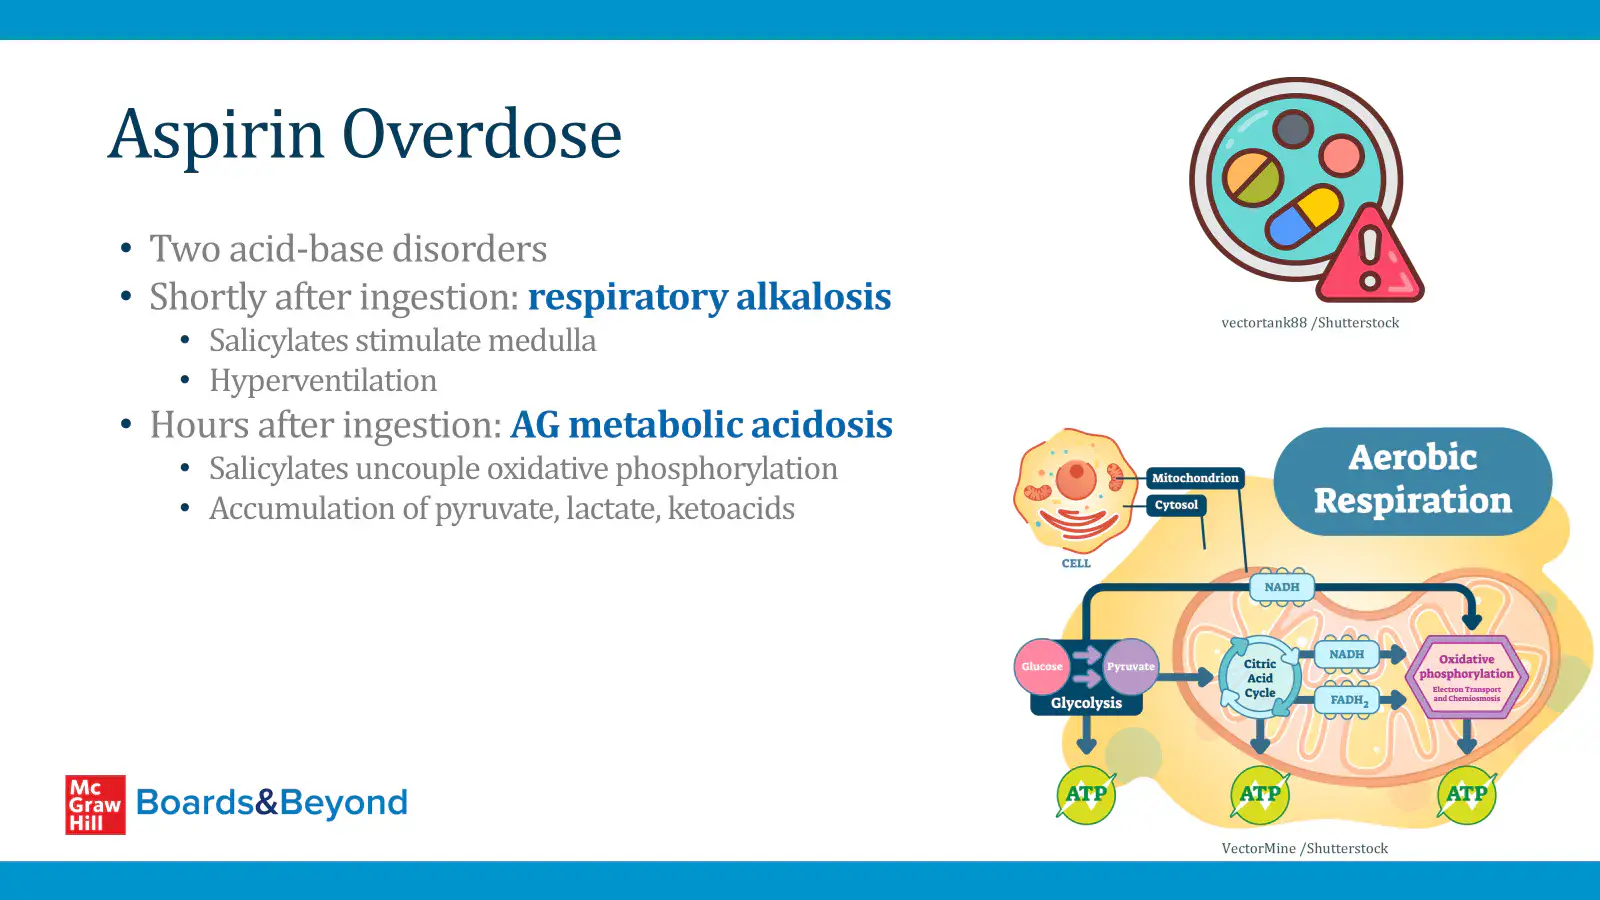 Aspirin Overdose
• Two acid-base disorders
• Shortly after ingestion: respiratory alkalosis
• Salicylates stimulate medulla
• Hyperventilation
• Hours after ingestion: AG metabolic acidosis
• Salicylates uncouple oxidative phosphorylation
• Accumulation of pyruvate, lactate, ketoacids
vectortank88 /Shutterstock
Aerobic
Respiration
Mitochondrion
Cytosol
CELL
NADH
Glucose
Pyruvate
Glycolysis
Citric
Acid
Cycle
NADH
FADH2
Oxidative
phosphorylation
Electron Transport
and Chemiosmosis
ATP
ATP
ATP
VectorMine /Shutterstock
Mc
Graw
Hill
Boards&Beyond